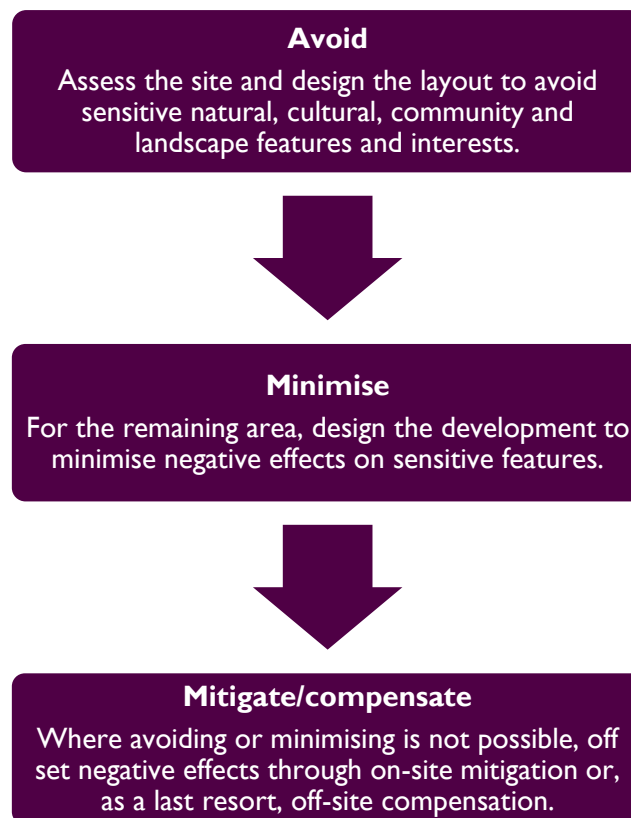 Avoid
Assess the site and design the layout to avoid
sensitive natural, cultural, community and
landscape features and interests.
Minimise
For the remaining area, design the development to
minimise negative effects on sensitive features.
Mitigate/compensate
Where avoiding or minimising is not possible, off
set negative effects through on-site mitigation or,
as a last resort, off-site compensation.